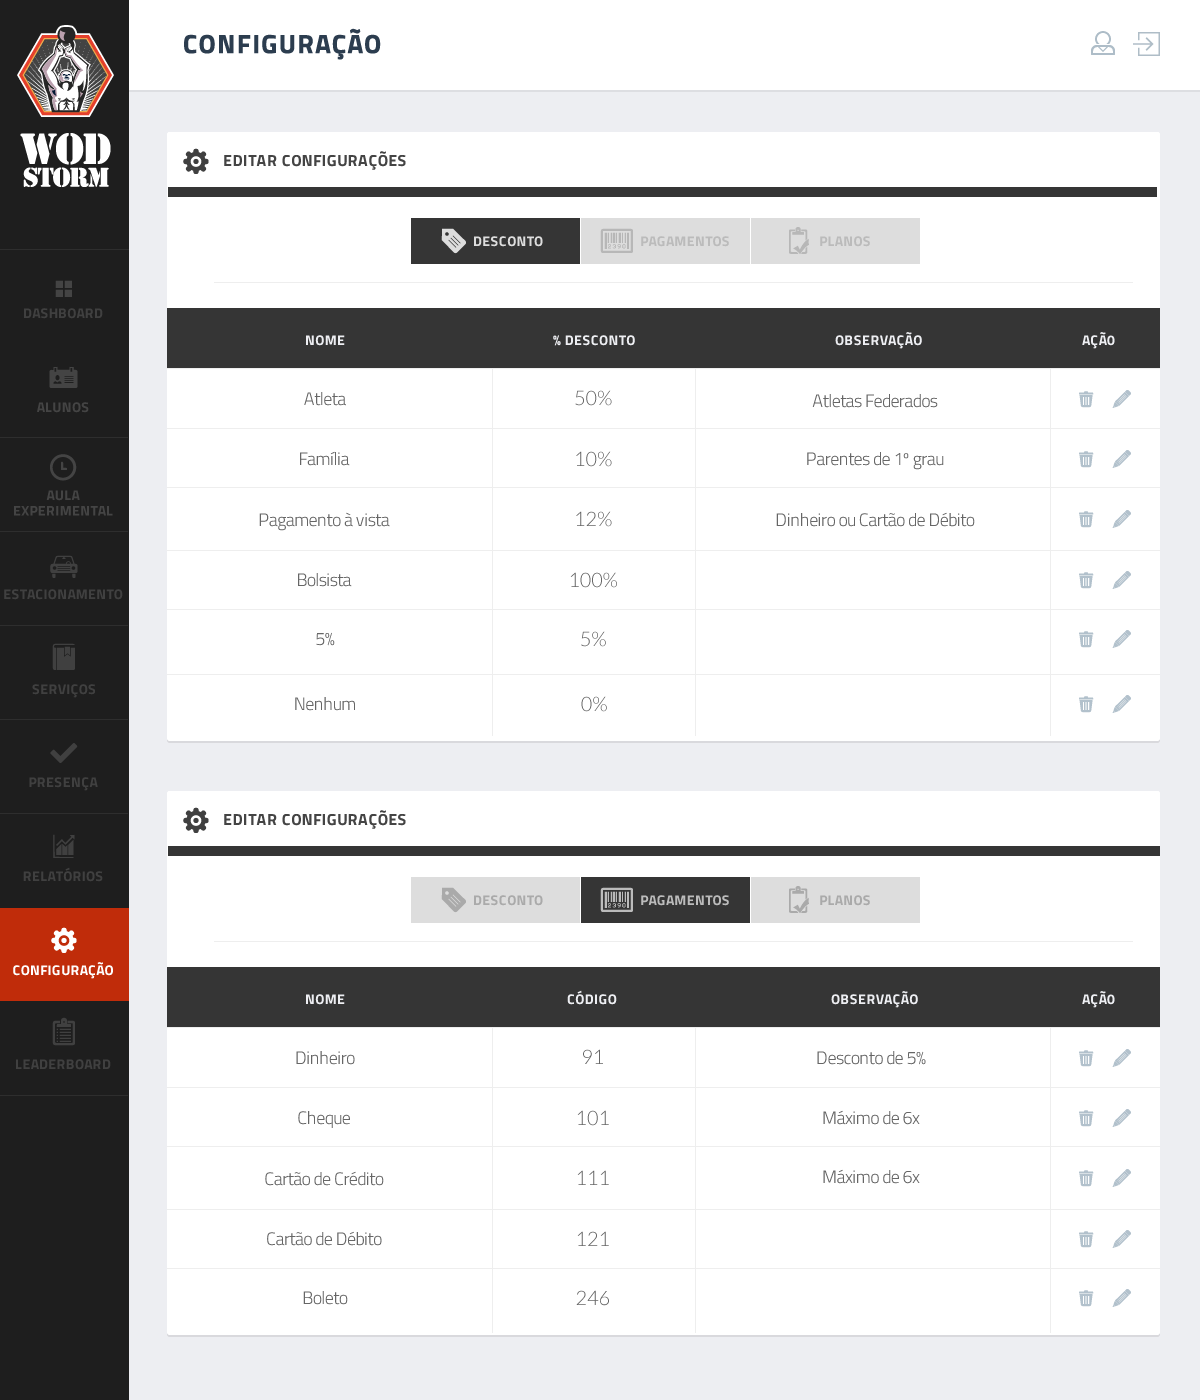 WOD
STORM
DASHBOARD
ALUNOS
AULA
EXPERIMENTAL
ESTACIONAMENTO
SERVIÇOS
PRESENÇA
RELATÓRIOS
CONFIGURAÇÃO
LEADERBOARD
CONFIGURAÇÃO
EDITAR CONFIGURAÇÕES
DESCONTO 2390 PAGAMENTOS PLANOS
NOME % DESCONTO OBSERVAÇÃO AÇÃO
Atleta 50% Atletas Federados
Família 10% Parentes de 1º grau
Pagamento à vista 12% Dinheiro ou Cartão de Débito
Bolsista 100%
5% 5%
Nenhum 0%
EDITAR CONFIGURAÇÕES
DESCONTO 2390 PAGAMENTOS PLANOS
NOME CÓDIGO OBSERVAÇÃO AÇÃO
Dinheiro 91 Desconto de 5%
Cheque 101 Máximo de 6x
Cartão de Crédito 111 Máximo de 6x
Cartão de Débito 121
Boleto 246